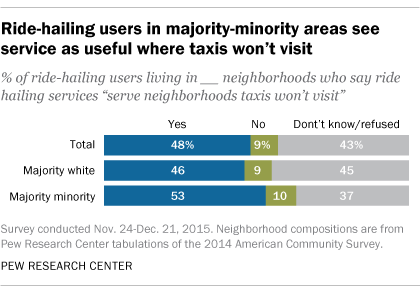 Ride-hailing users in majority-minority areas see
service as useful where taxis won't visit
% of ride-hailing users living in __ neighborhoods who say ride
hailing services "serve neighborhoods taxis won't visit"
Yes No Dont't know/refused
Total 48% 9% 43%
Majority white 46 9 45
Majority minority 53 10 37
Survey conducted Nov. 24-Dec. 21, 2015. Neighborhood compositions are from
Pew Research Center tabulations of the 2014 American Community Survey.
PEW RESEARCH CENTER